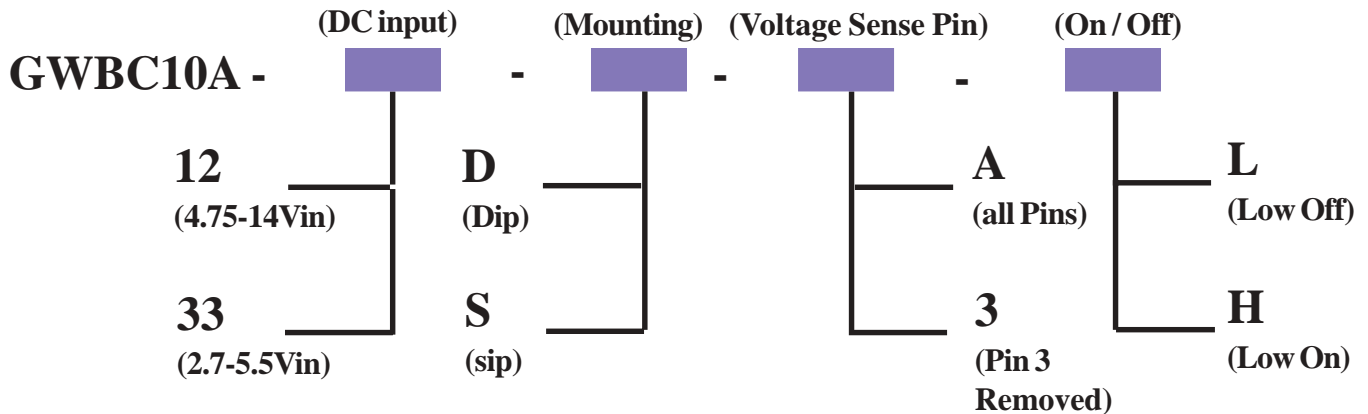 (DC input) (Mounting) (Voltage Sense Pin) (On / Off)
GWBC10A - - - -
12 D A L
(4.75-14Vin) (Dip) (all Pins) (Low Off)
33 S 3 H
(2.7-5.5Vin) (sip) (Pin 3 (Low On)
Removed)